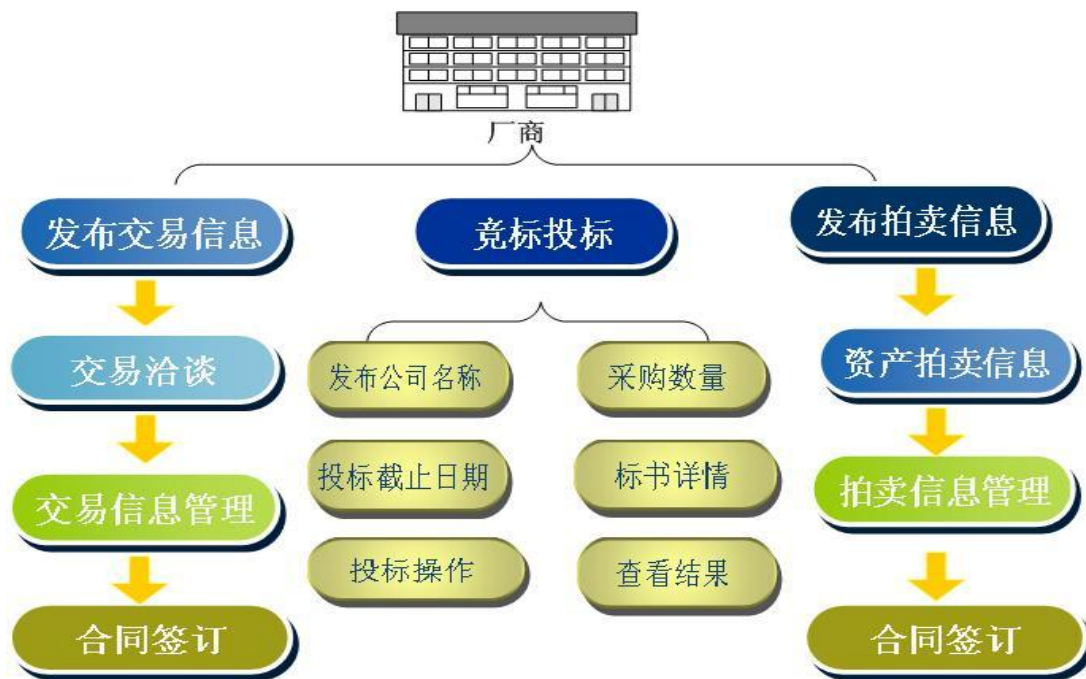 厂商
发布交易信息
竞标投标
发布拍卖信息
交易洽谈
发布公司名称
采购数量
资产拍卖信息
交易信息管理
投标截止日期
标书详情
拍卖信息管理
投标操作
查看结果
合同签订
合同签订